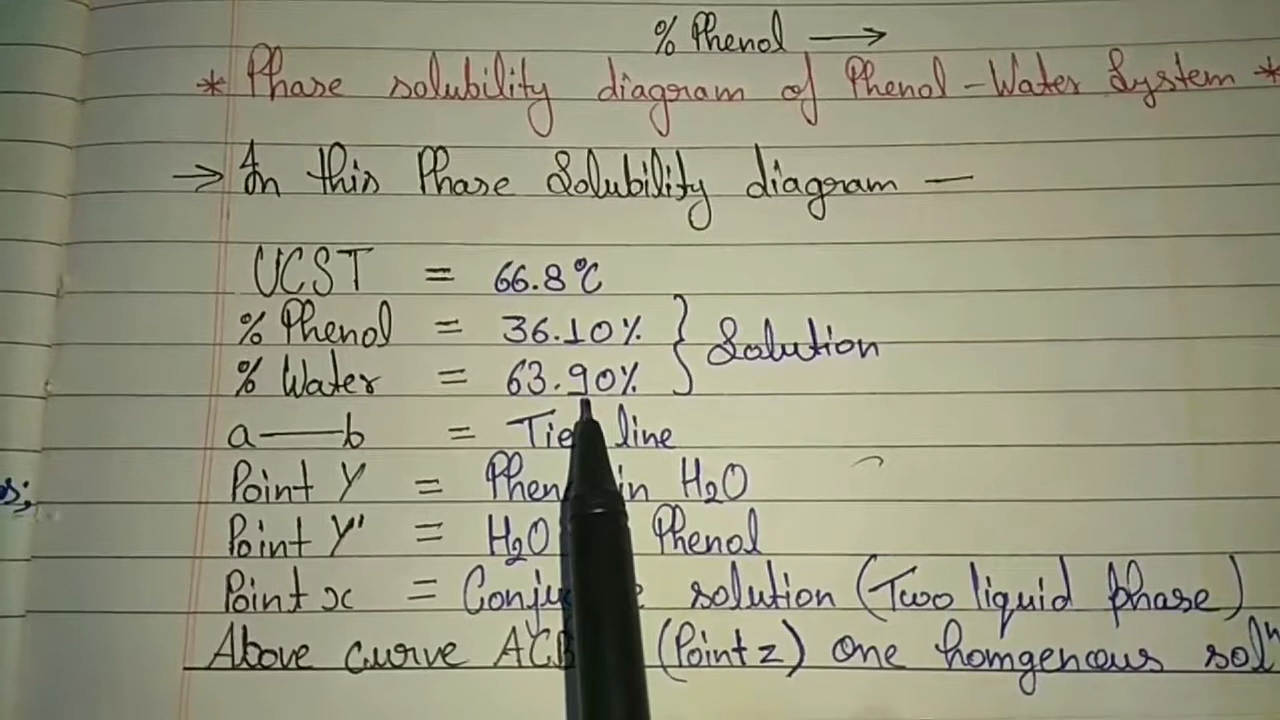 % Phenol →
* Phase solubility diagram of Phenol-Water System *
→ In this Phase Solubility diagram —
UCST = 66.8°C
% Phenol = 36.10% } Solution
% Water = 63.90%
a—b = Tie line
Point Y = Phen in H₂O
Point Y' = H₂O Phenol
Point x = Conju solution (Two liquid phase)
Above curve ACB (Point z) One homgenous solⁿ